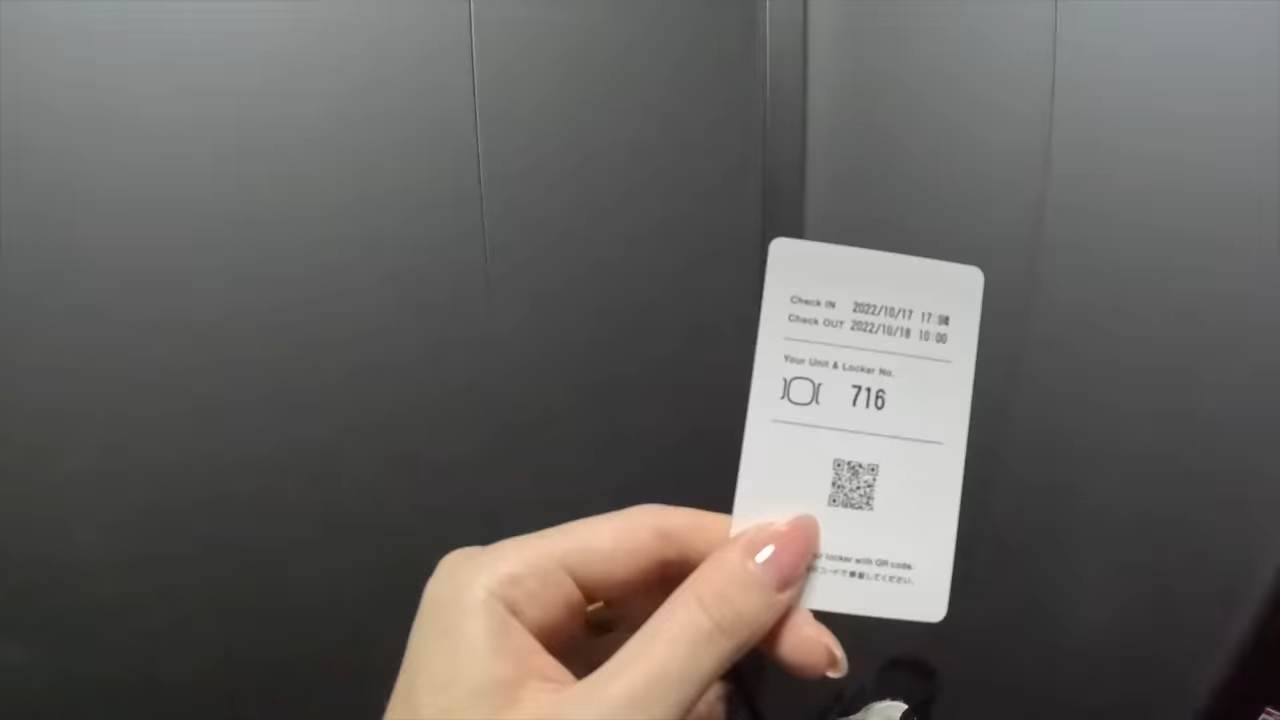 Check IN 2022/10/17
Check OUT 2022/10/18 10:00
Your Unit & Locker No.
716
locker with QR code.
コードで解錠してください。